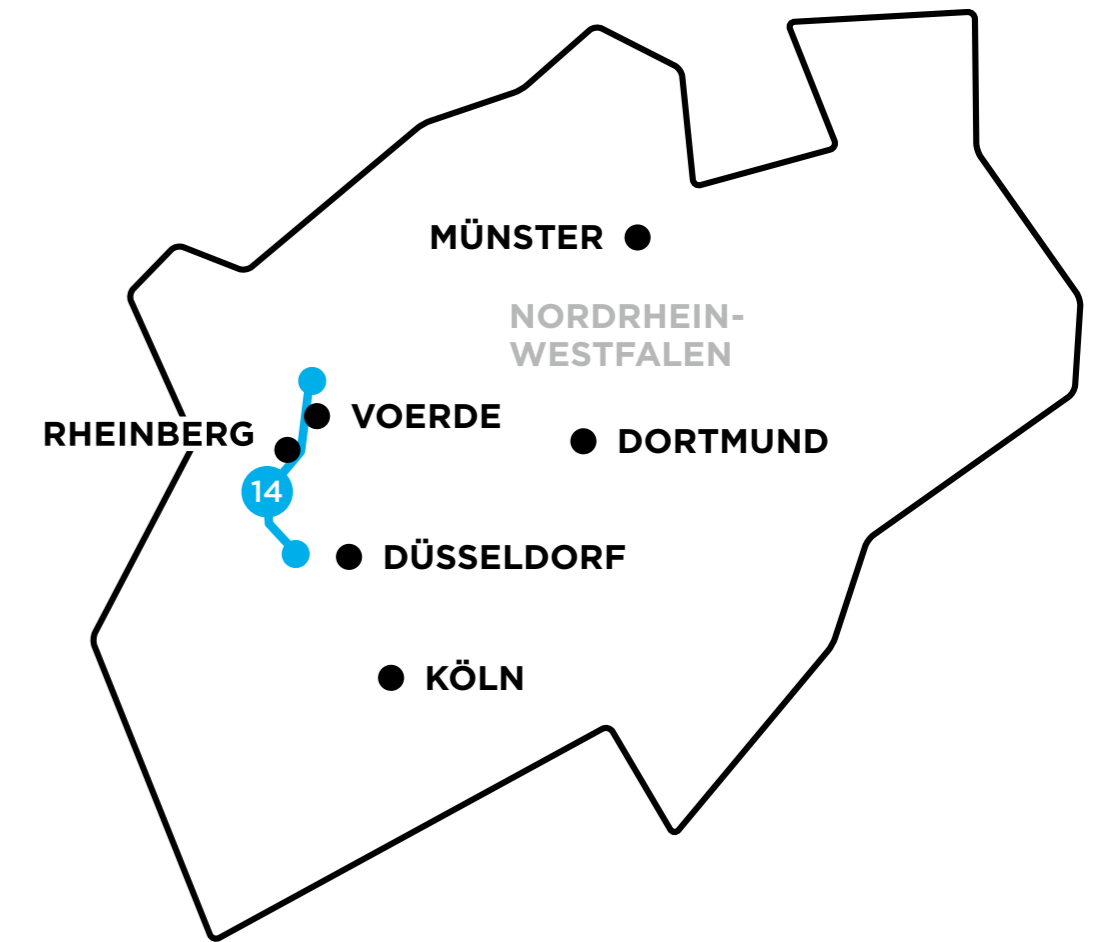 MÜNSTER
NORDRHEIN-
WESTFALEN
VOERDE
RHEINBERG
DORTMUND
14
DÜSSELDORF
KÖLN